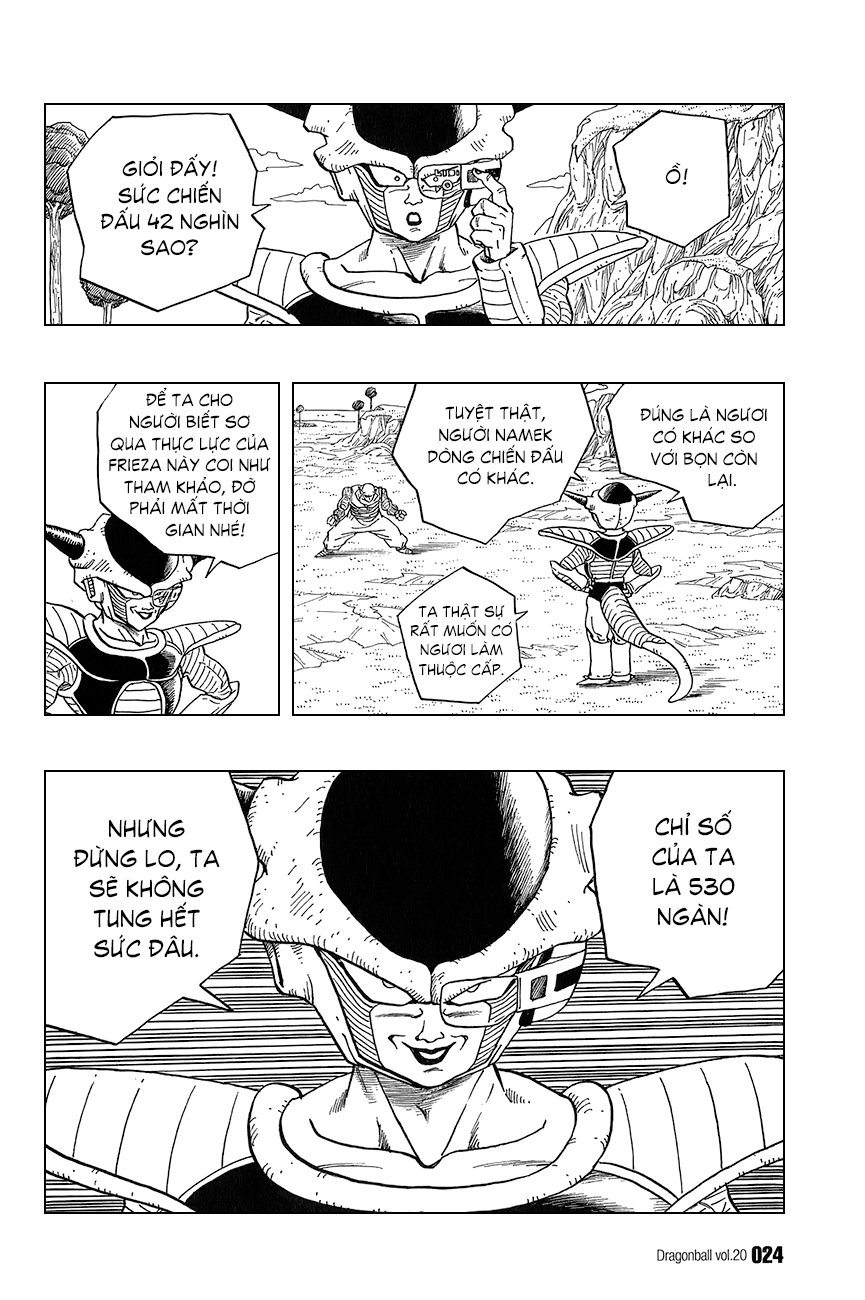 Ồ!
GIỎI ĐẤY!
SỨC CHIẾN
ĐẤU 42 NGHÌN
SAO?
ĐÚNG LÀ NGƯƠI
CÓ KHÁC SO
VỚI BỌN CÒN
LẠI.
TUYỆT THẬT,
NGƯỜI NAMEK
DÒNG CHIẾN ĐẤU
CÓ KHÁC.
TA THẬT SỰ
RẤT MUỐN CÓ
NGƯƠI LÀM
THUỘC CẤP.
ĐỂ TA CHO
NGƯƠI BIẾT SƠ
QUA THỰC LỰC CỦA
FRIEZA NÀY COI NHƯ
THAM KHẢO, ĐỠ
PHẢI MẤT THỜI
GIAN NHÉ!
CHỈ SỐ
CỦA TA
LÀ 530
NGÀN!
NHƯNG
ĐỪNG LO, TA
SẼ KHÔNG
TUNG HẾT
SỨC ĐÂU.
Dragonball vol.20 024